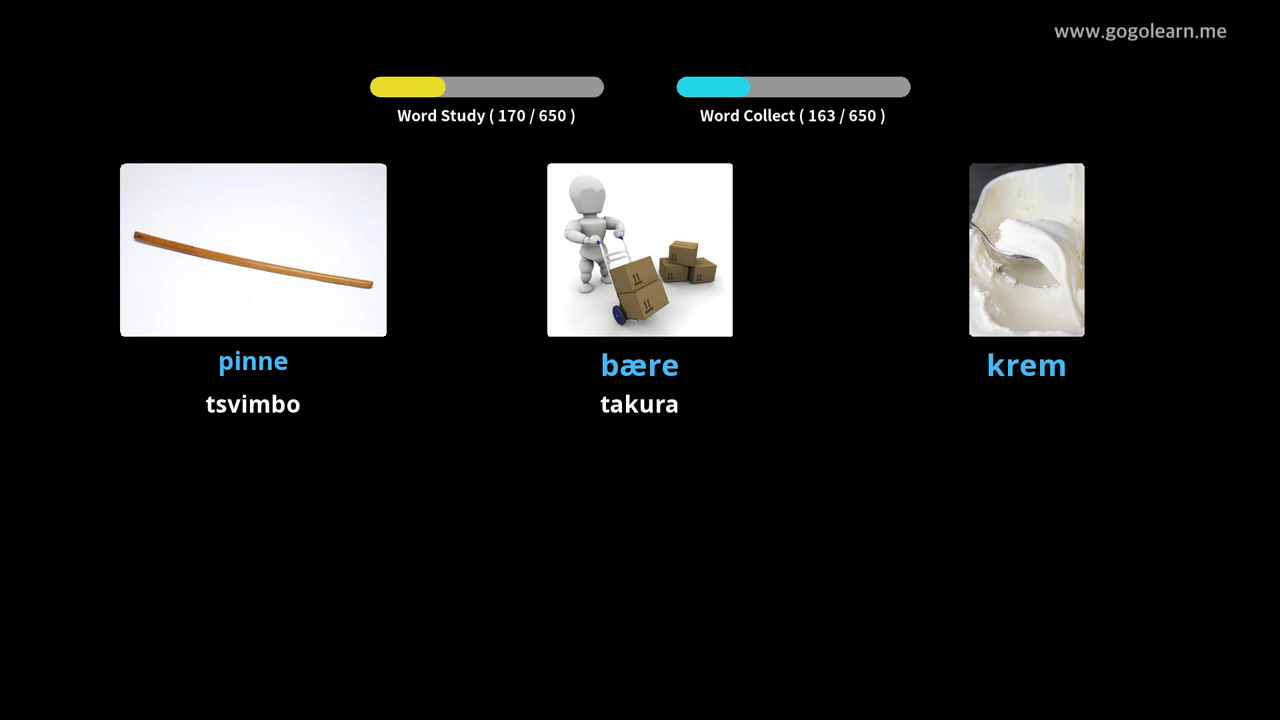 www.gogolearn.me
Word Study ( 170 / 650 )
Word Collect ( 163 / 650 )
pinne
bære
krem
tsvimbo
takura